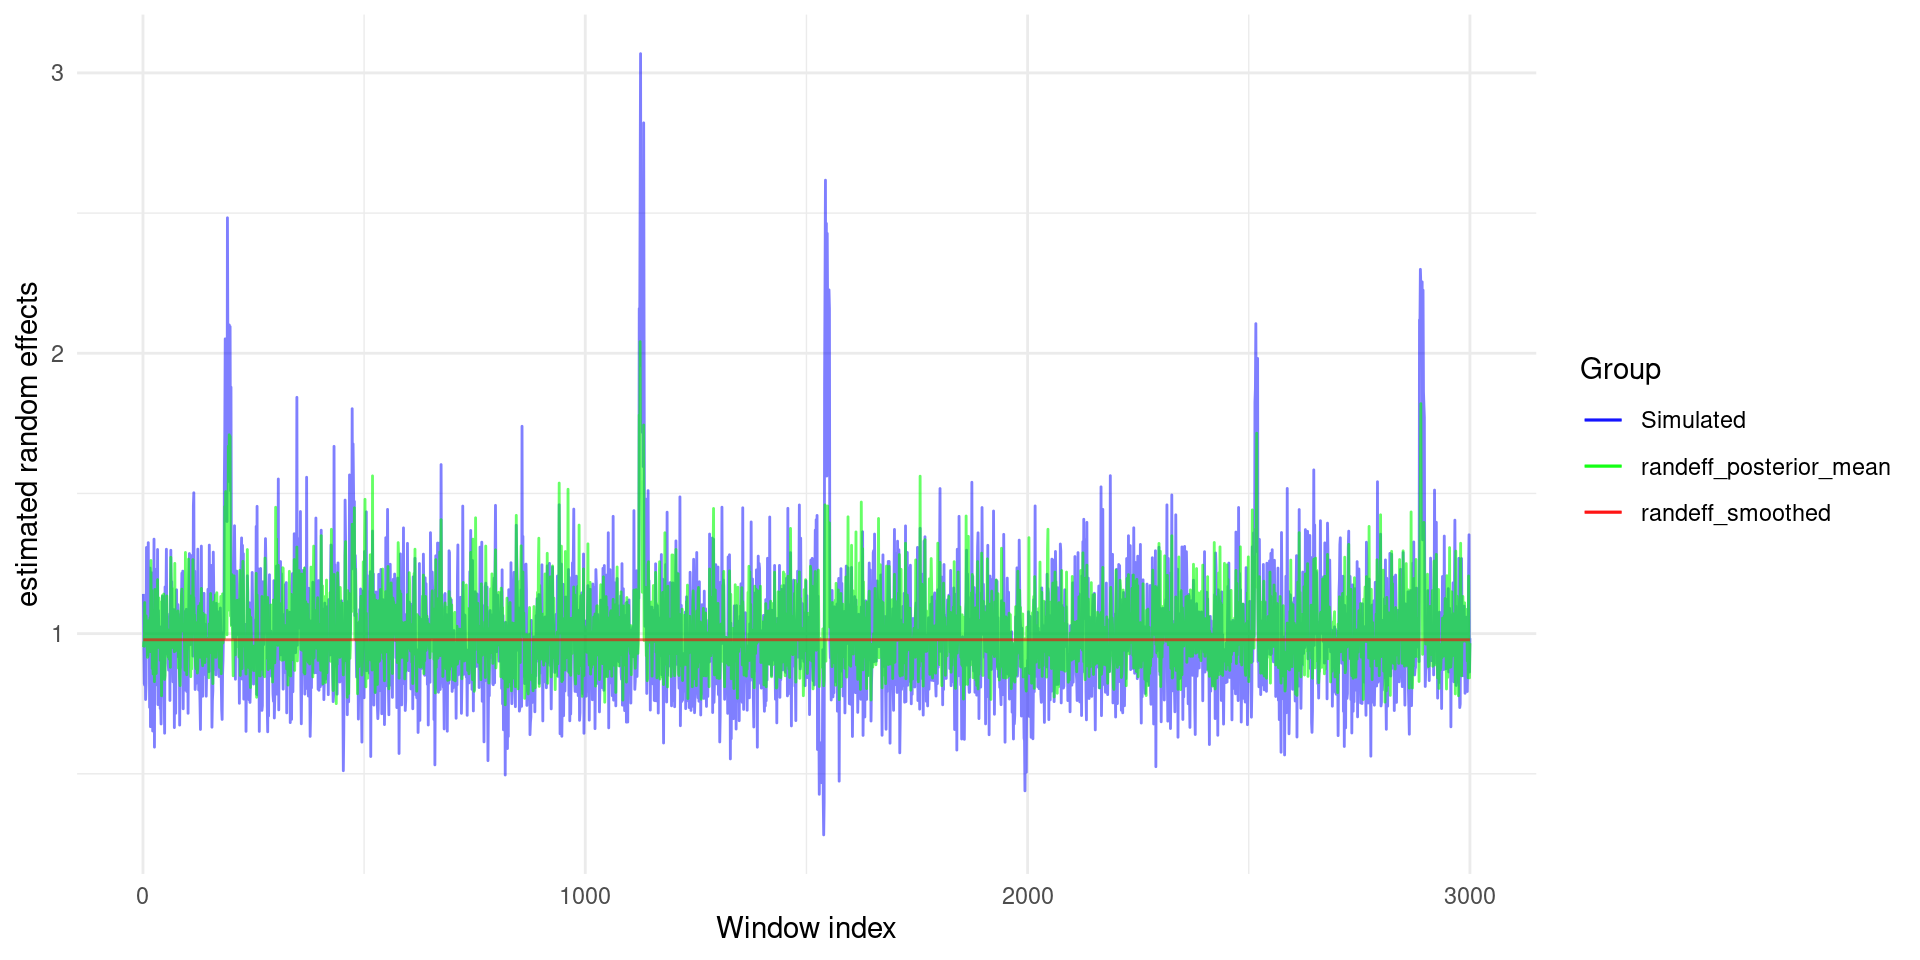 estimated random effects
3
2
1
0
1000
2000
3000
Window index
Group
Simulated
randeff_posterior_mean
randeff_smoothed